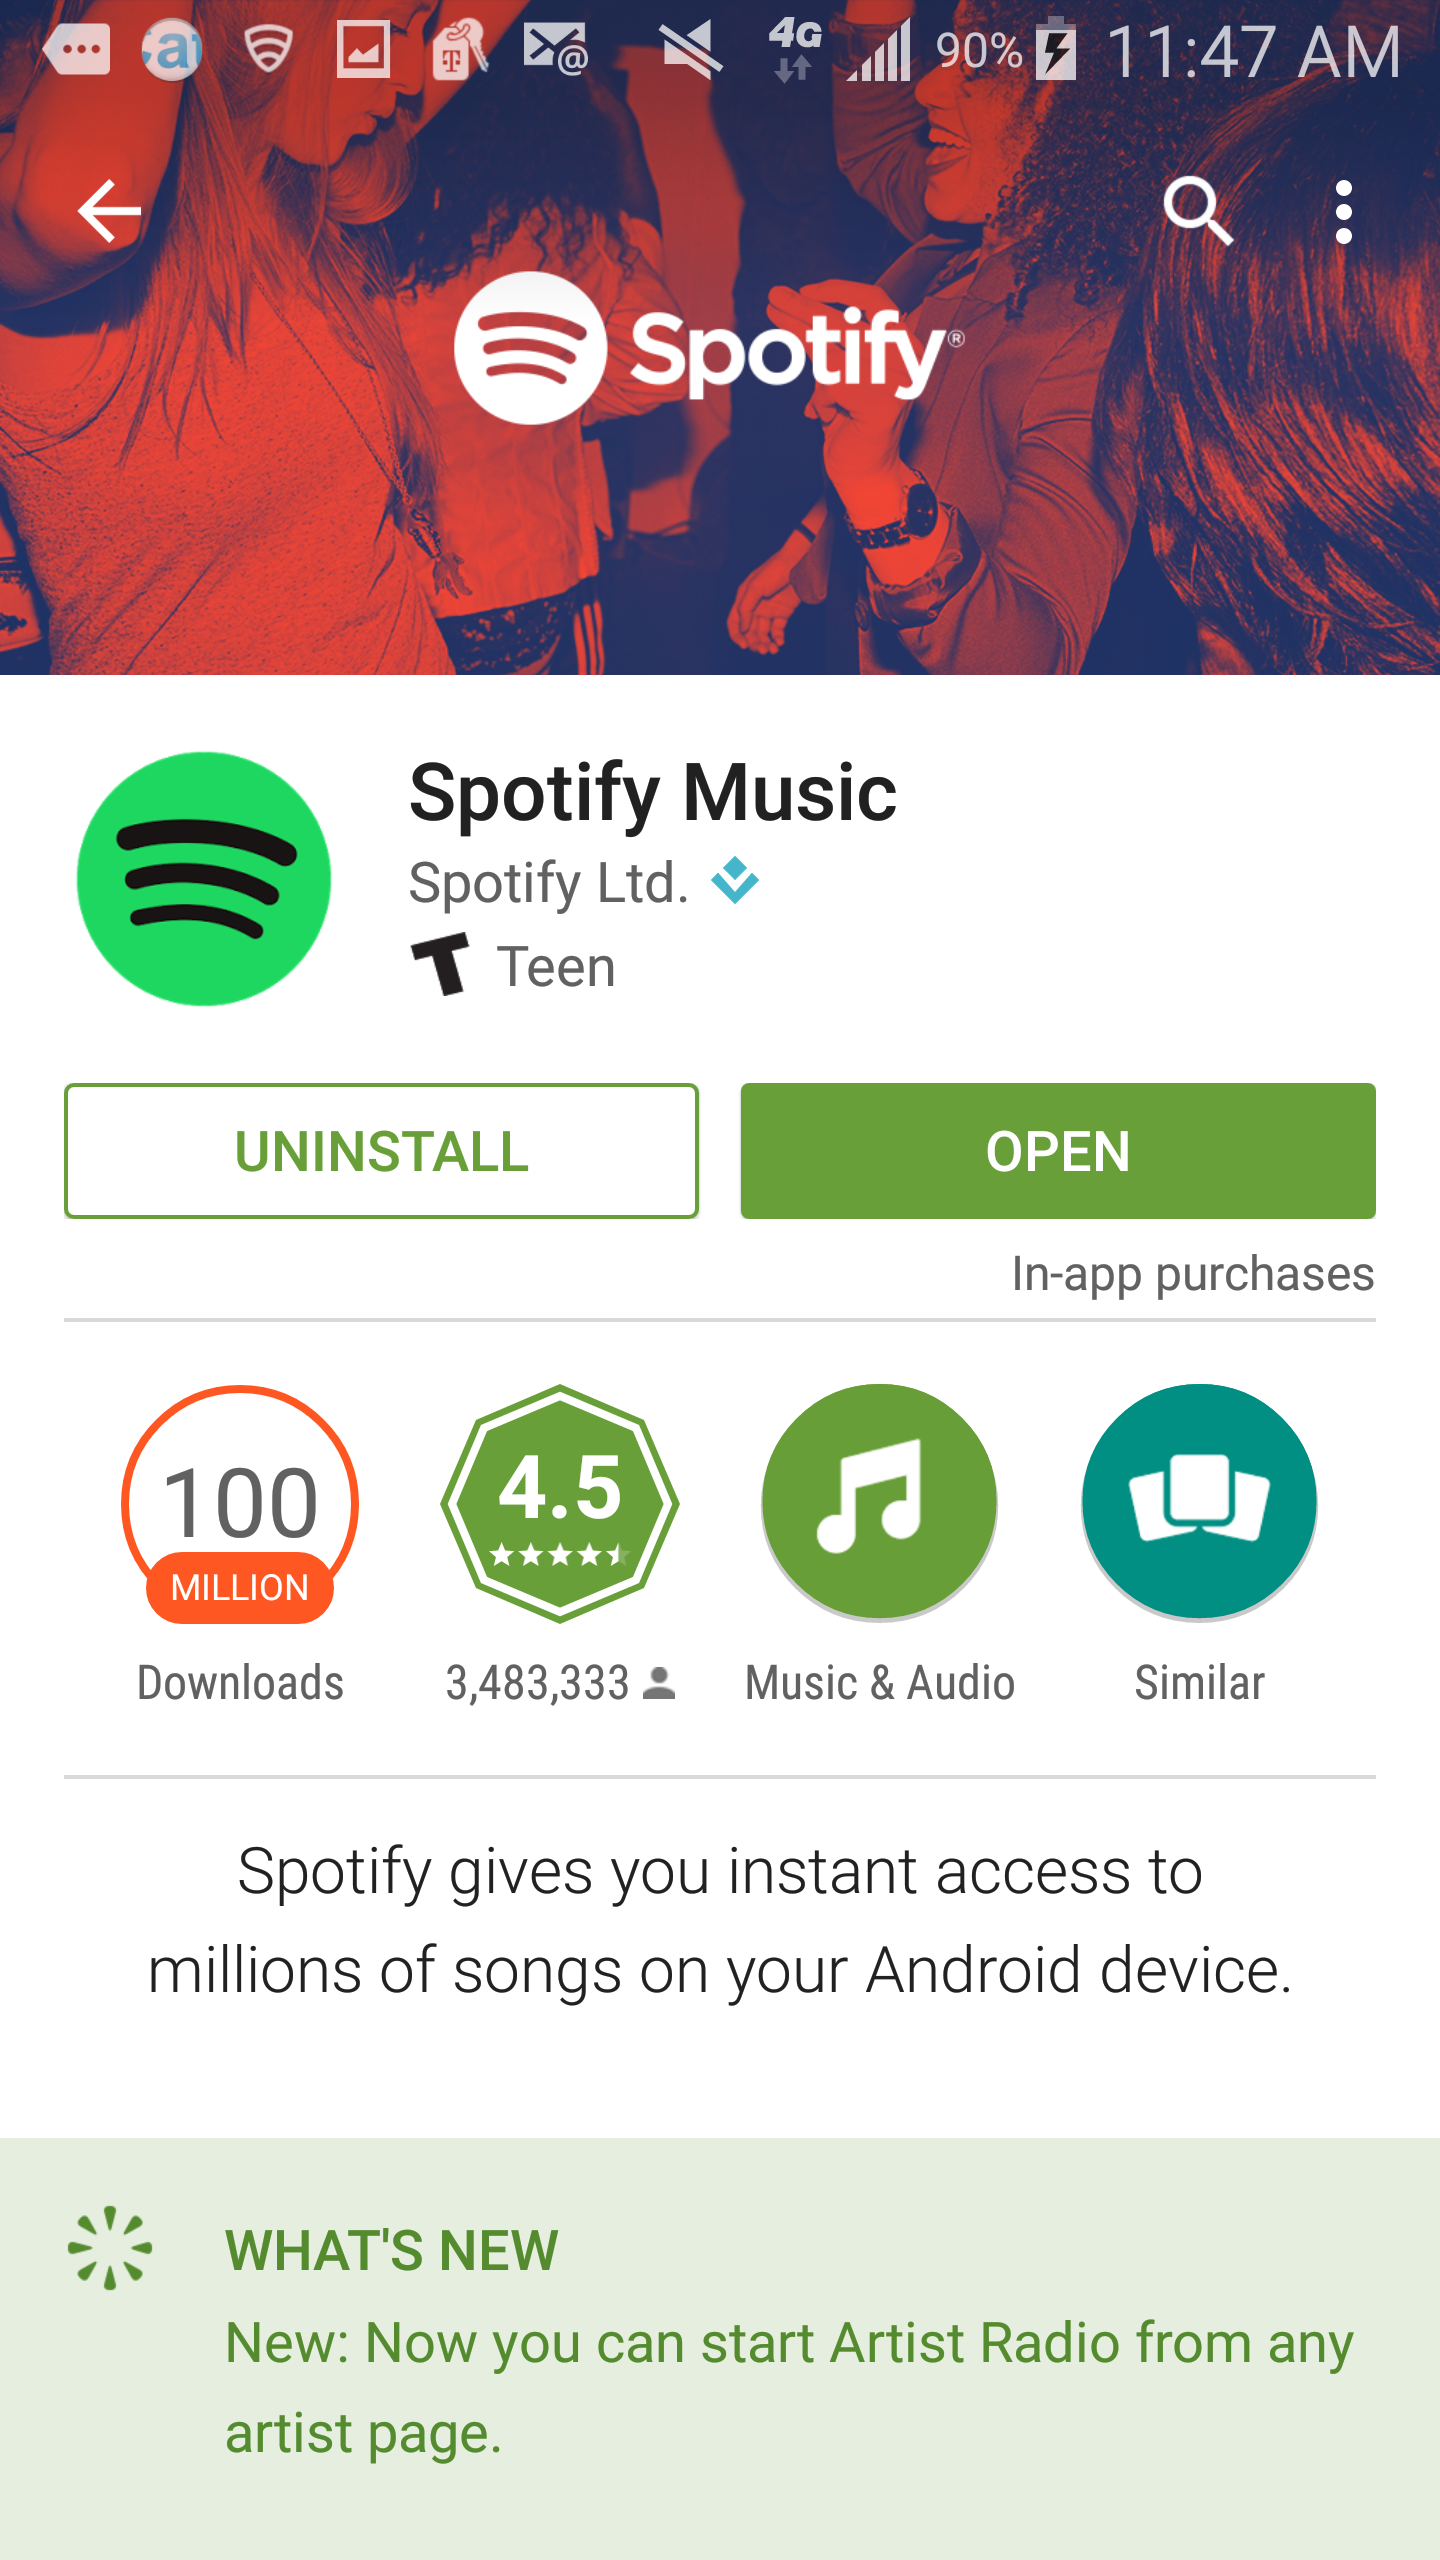 at
T
@
4G
90%
11:47 AM
Spotify®
Spotify Music
Spotify Ltd.
T Teen
UNINSTALL
OPEN
In-app purchases
100
MILLION
Downloads
4.5
3,483,333
Music & Audio
Similar
Spotify gives you instant access to
millions of songs on your Android device.
WHAT'S NEW
New: Now you can start Artist Radio from any
artist page.